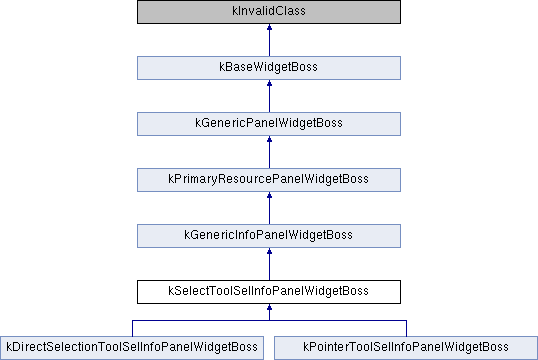 kInvalidClass
kBaseWidgetBoss
kGenericPanelWidgetBoss
kPrimaryResourcePanelWidgetBoss
kGenericInfoPanelWidgetBoss
kSelectToolSelInfoPanelWidgetBoss
kDirectSelectionToolSelInfoPanelWidgetBoss
kPointerToolSelInfoPanelWidgetBoss